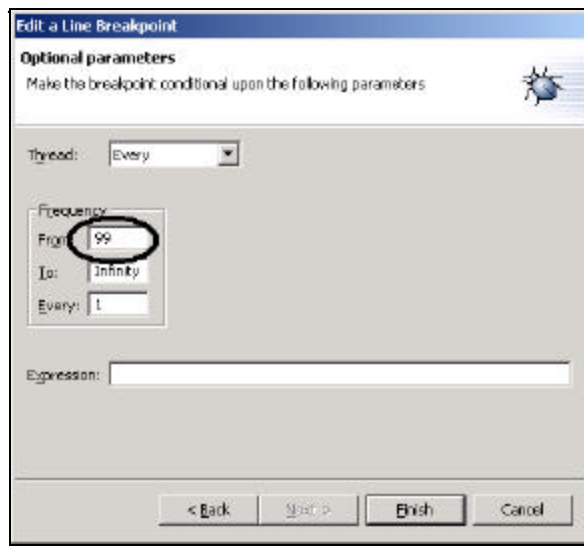 Edit a Line Breakpoint
Optional parameters
Make the breakpoint conditional upon the following parameters
Thread: Every
Frequency
From: 99
To: Infinity
Every: 1
Expression:
< Back Next > Finish Cancel